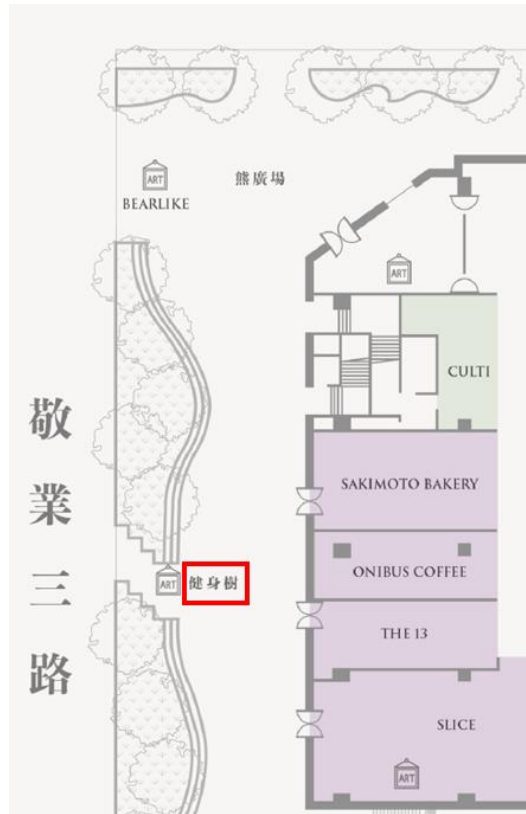 ART
BEARLIKE
熊廣場
ART
CULTI
敬業三路
SAKIMOTO BAKERY
ONIBUS COFFEE
ART
健身樹
THE 13
SLICE
ART